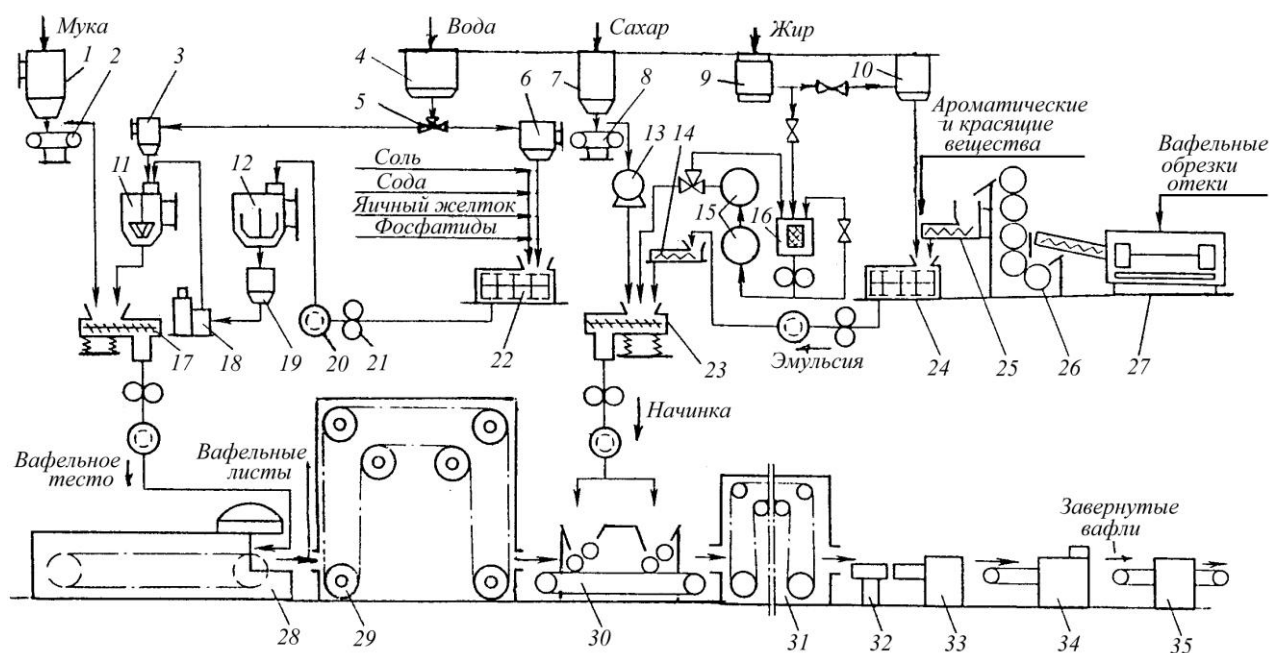 Мука
Вода
Сахар
Жир
1
2
3
4
5
6
7
8
9
10
Ароматические
и красящие
вещества
Вафельные
обрезки
отеки
11
12
13
14
15
16
Соль
Сода
Яичный желток
Фосфатиды
17
18
19
20
21
22
23
Эмульсия
24
25
26
27
Вафельное
тесто
Вафельные
листы
Начинка
Завернутые
вафли
28
29
30
31
32
33
34
35